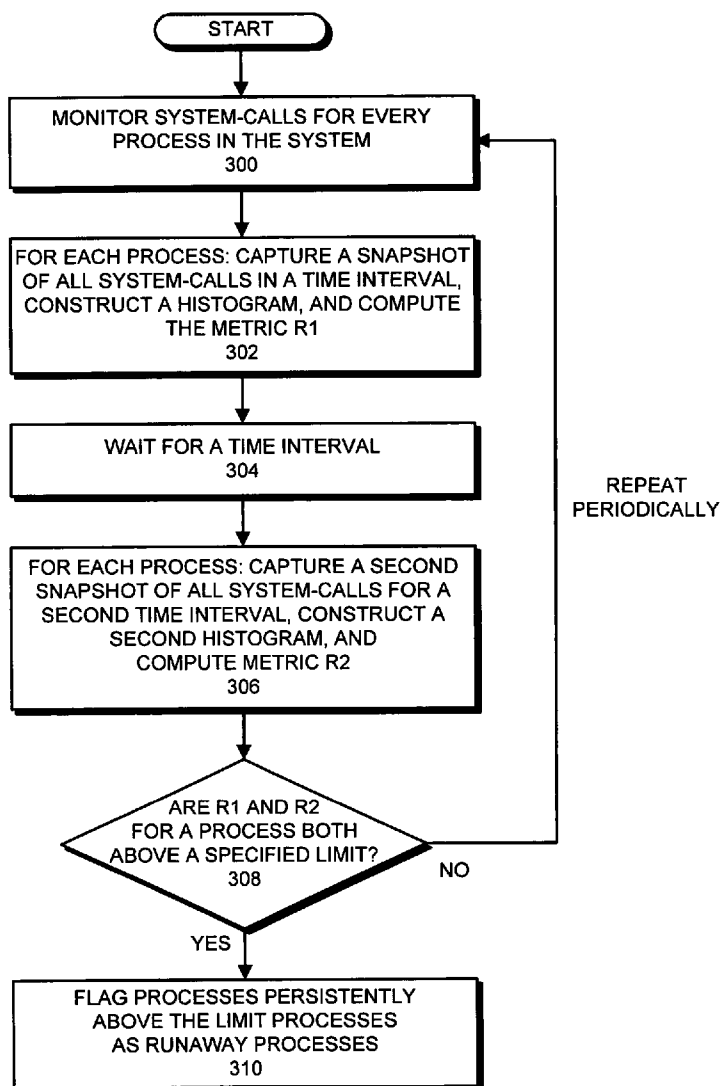 START
MONITOR SYSTEM-CALLS FOR EVERY
PROCESS IN THE SYSTEM
300
FOR EACH PROCESS: CAPTURE A SNAPSHOT
OF ALL SYSTEM-CALLS IN A TIME INTERVAL,
CONSTRUCT A HISTOGRAM, AND COMPUTE
THE METRIC R1
302
WAIT FOR A TIME INTERVAL
304
REPEAT
PERIODICALLY
FOR EACH PROCESS: CAPTURE A SECOND
SNAPSHOT OF ALL SYSTEM-CALLS FOR A
SECOND TIME INTERVAL, CONSTRUCT A
SECOND HISTOGRAM, AND
COMPUTE METRIC R2
306
ARE R1 AND R2
FOR A PROCESS BOTH
ABOVE A SPECIFIED LIMIT?
308
NO
YES
FLAG PROCESSES PERSISTENTLY
ABOVE THE LIMIT PROCESSES
AS RUNAWAY PROCESSES
310